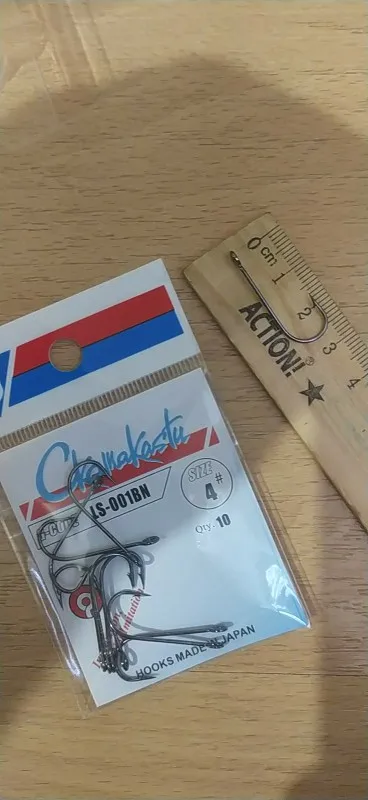 0 cm 1 2 3 4
ACTION!
Chamakastu
LS-001BN
SIZE
4#
Qty. 10
HOOKS MADE IN JAPAN